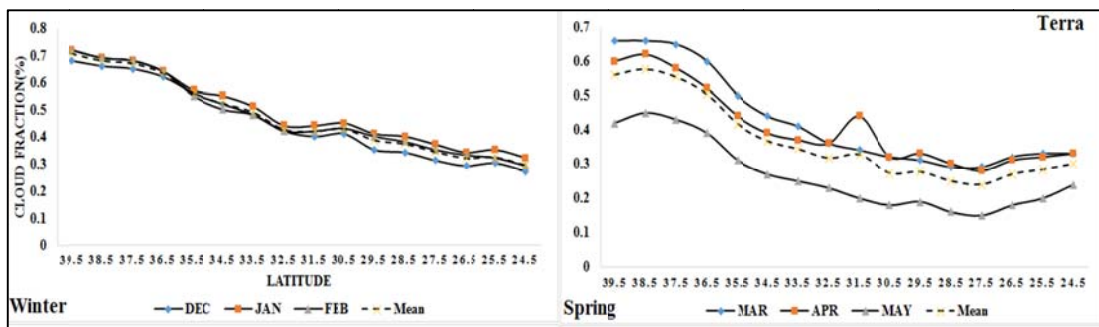 0.8
0.7
0.6
0.5
0.4
0.3
0.2
0.1
0
CLOUD FRACTION(%)
39.5 38.5 37.5 36.5 35.5 34.5 33.5 32.5 31.5 30.5 29.5 28.5 27.5 26.5 25.5 24.5
LATITUDE
Winter
DEC JAN FEB Mean
Terra
0.7
0.6
0.5
0.4
0.3
0.2
0.1
0
39.5 38.5 37.5 36.5 35.5 34.5 33.5 32.5 31.5 30.5 29.5 28.5 27.5 26.5 25.5 24.5
Spring
MAR APR MAY Mean